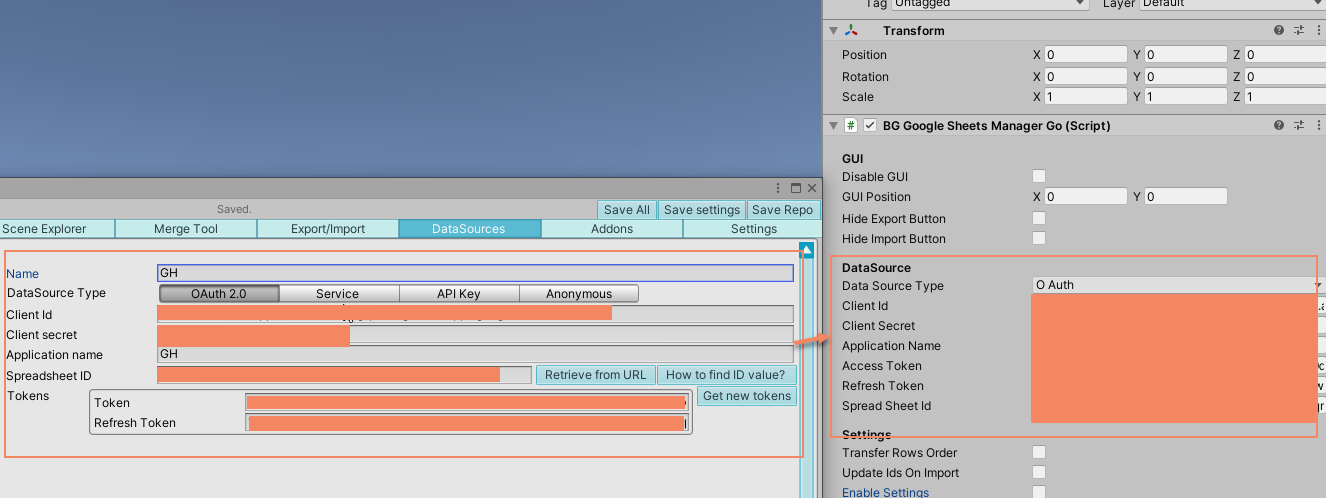 Tag Untagged Layer Default
Transform
Position X 0 Y 0 Z 0
Rotation X 0 Y 0 Z 0
Scale X 1 Y 1 Z 1
# BG Google Sheets Manager Go (Script)
GUI
Disable GUI
GUI Position X 0 Y 0
Hide Export Button
Hide Import Button
DataSource
Data Source Type O Auth
Client Id
Client Secret
Application Name
Access Token
Refresh Token
Spread Sheet Id
Settings
Transfer Rows Order
Update Ids On Import
Enable Settings
Saved. Save All Save settings Save Repo
Scene Explorer Merge Tool Export/Import DataSources Addons Settings
Name GH
DataSource Type OAuth 2.0 Service API Key Anonymous
Client Id
Client secret
Application name GH
Spreadsheet ID Retrieve from URL How to find ID value?
Tokens Get new tokens
Token
Refresh Token